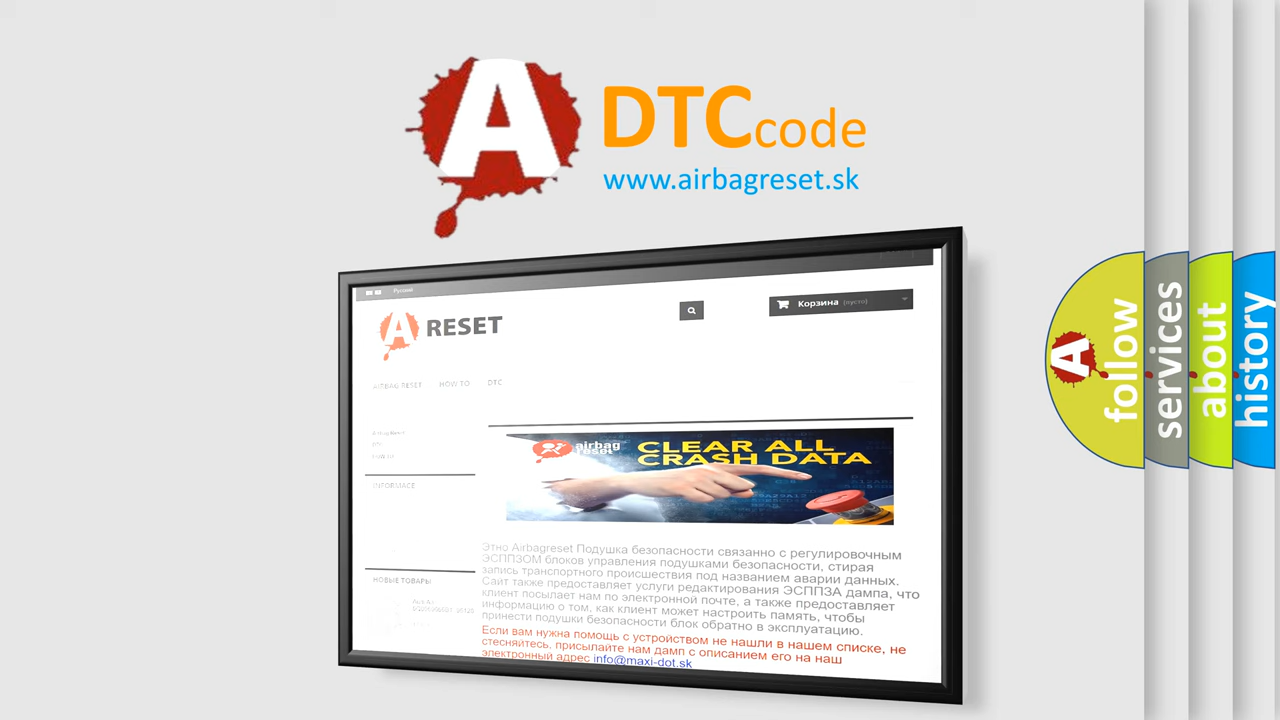 A
DTCcode
www.airbagreset.sk
Русский
A RESET
Корзина (пусто)
AIRBAG RESET HOW TO DTC
INFORMACE
airbag
reset
CLEAR ALL
CRASH DATA
Этно Airbagreset Подушка безопасности связанно с регулировочным
ЭСППЗОМ блоков управления подушками безопасности, стирая
запись транспортного происшествия под названием аварии данных.
Сайт также предоставляет услуги редактирования ЭСППЗА дампа, что
клиент посылает нам по электронной почте, а также предоставляет
информацию о том, как клиент может настроить память, чтобы
принести подушки безопасности блок обратно в эксплуатацию.
Если вам нужна помощь с устройством не нашли в нашем списке, не
стесняйтесь, присылайте нам дамп с описанием его на наш
электронный адрес info@maxi-dot.sk
НОВЫЕ ТОВАРЫ
A
follow
services
about
history